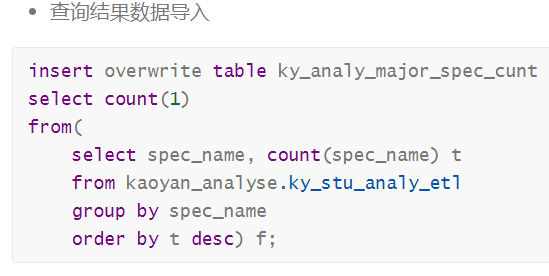 查询结果数据导入
insert overwrite table ky_analy_major_spec_cunt
select count(1)
from(
select spec_name, count(spec_name) t
from kaoyan_analyse.ky_stu_analy_etl
group by spec_name
order by t desc) f;